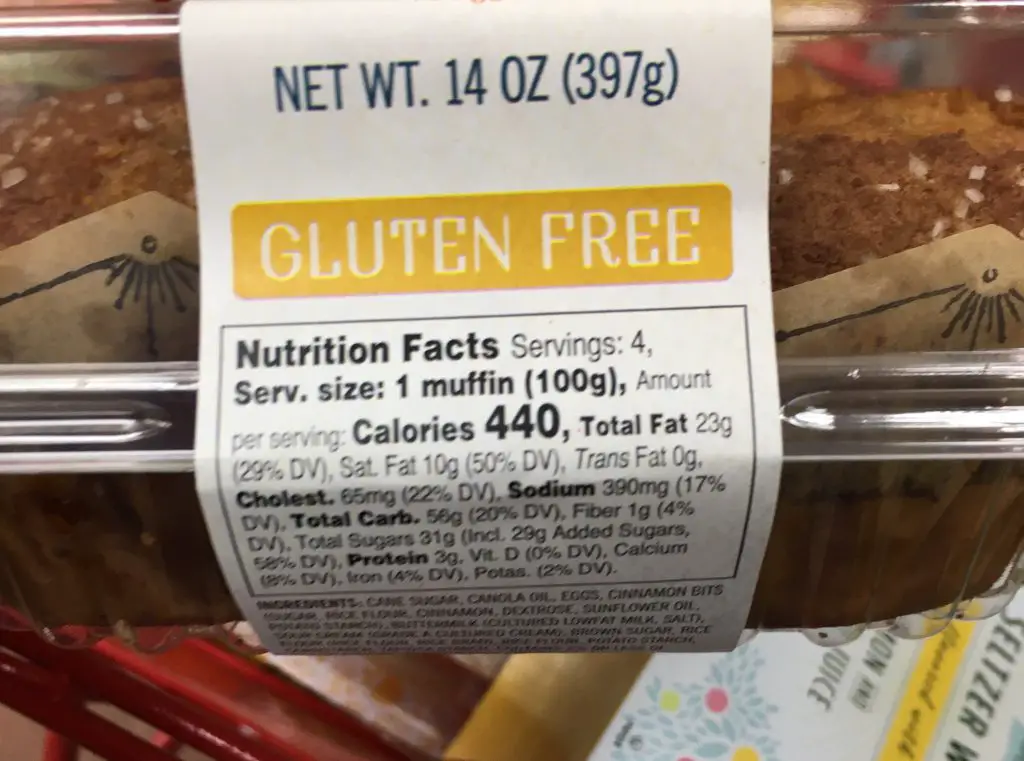 NET WT. 14 OZ (397g)
GLUTEN FREE
Nutrition Facts Servings: 4,
Serv. size: 1 muffin (100g), Amount
per serving: Calories 440, Total Fat 23g
(29% DV), Sat. Fat 10g (50% DV), Trans Fat 0g,
Cholest. 65mg (22% DV), Sodium 390mg (17%
DV), Total Carb. 56g (20% DV), Fiber 1g (4%
DV), Total Sugars 31g (Incl. 29g Added Sugars,
58% DV), Protein 3g, Vit. D (0% DV), Calcium
(8% DV), Iron (4% DV), Potas. (2% DV).
INGREDIENTS: CANE SUGAR, CANOLA OIL, EGGS, CINNAMON BITS
(SUGAR, RICE FLOUR, CINNAMON, DEXTROSE, SUNFLOWER OIL,
POTATO STARCH), BUTTERMILK (CULTURED LOWFAT MILK, SALT),
SOUR CREAM (GRADE A CULTURED CREAM), BROWN SUGAR, RICE
POTATO STARCH,
SELTZER W
JUICE